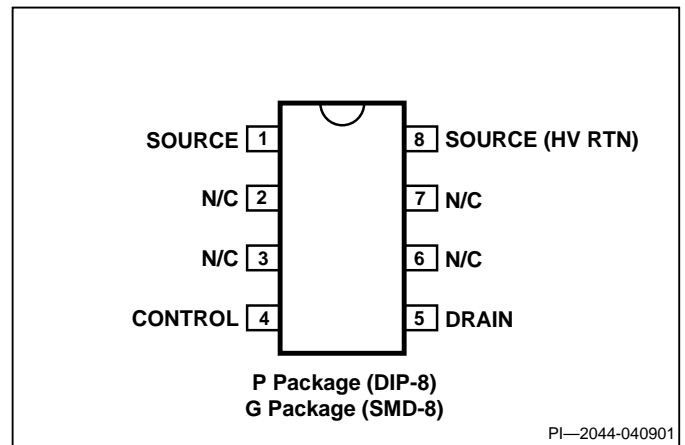 SOURCE 1 8 SOURCE (HV RTN)
N/C 2 7 N/C
N/C 3 6 N/C
CONTROL 4 5 DRAIN
P Package (DIP-8)
G Package (SMD-8)
PI—2044-040901